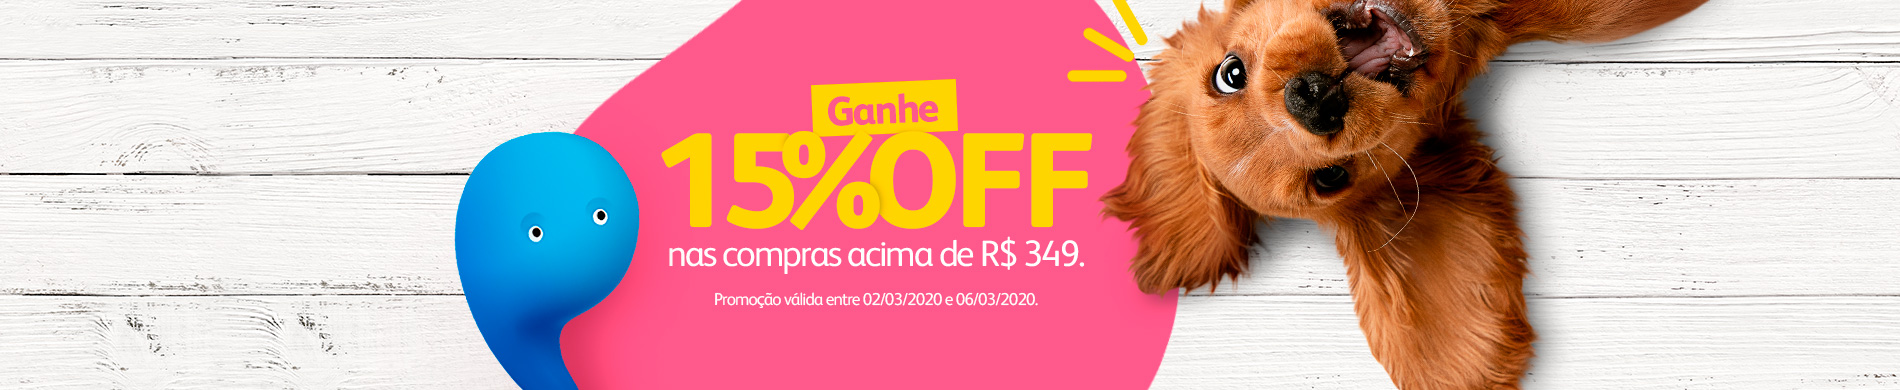 Ganhe
15%OFF
nas compras acima de R$ 349.
Promoção válida entre 02/03/2020 e 06/03/2020.